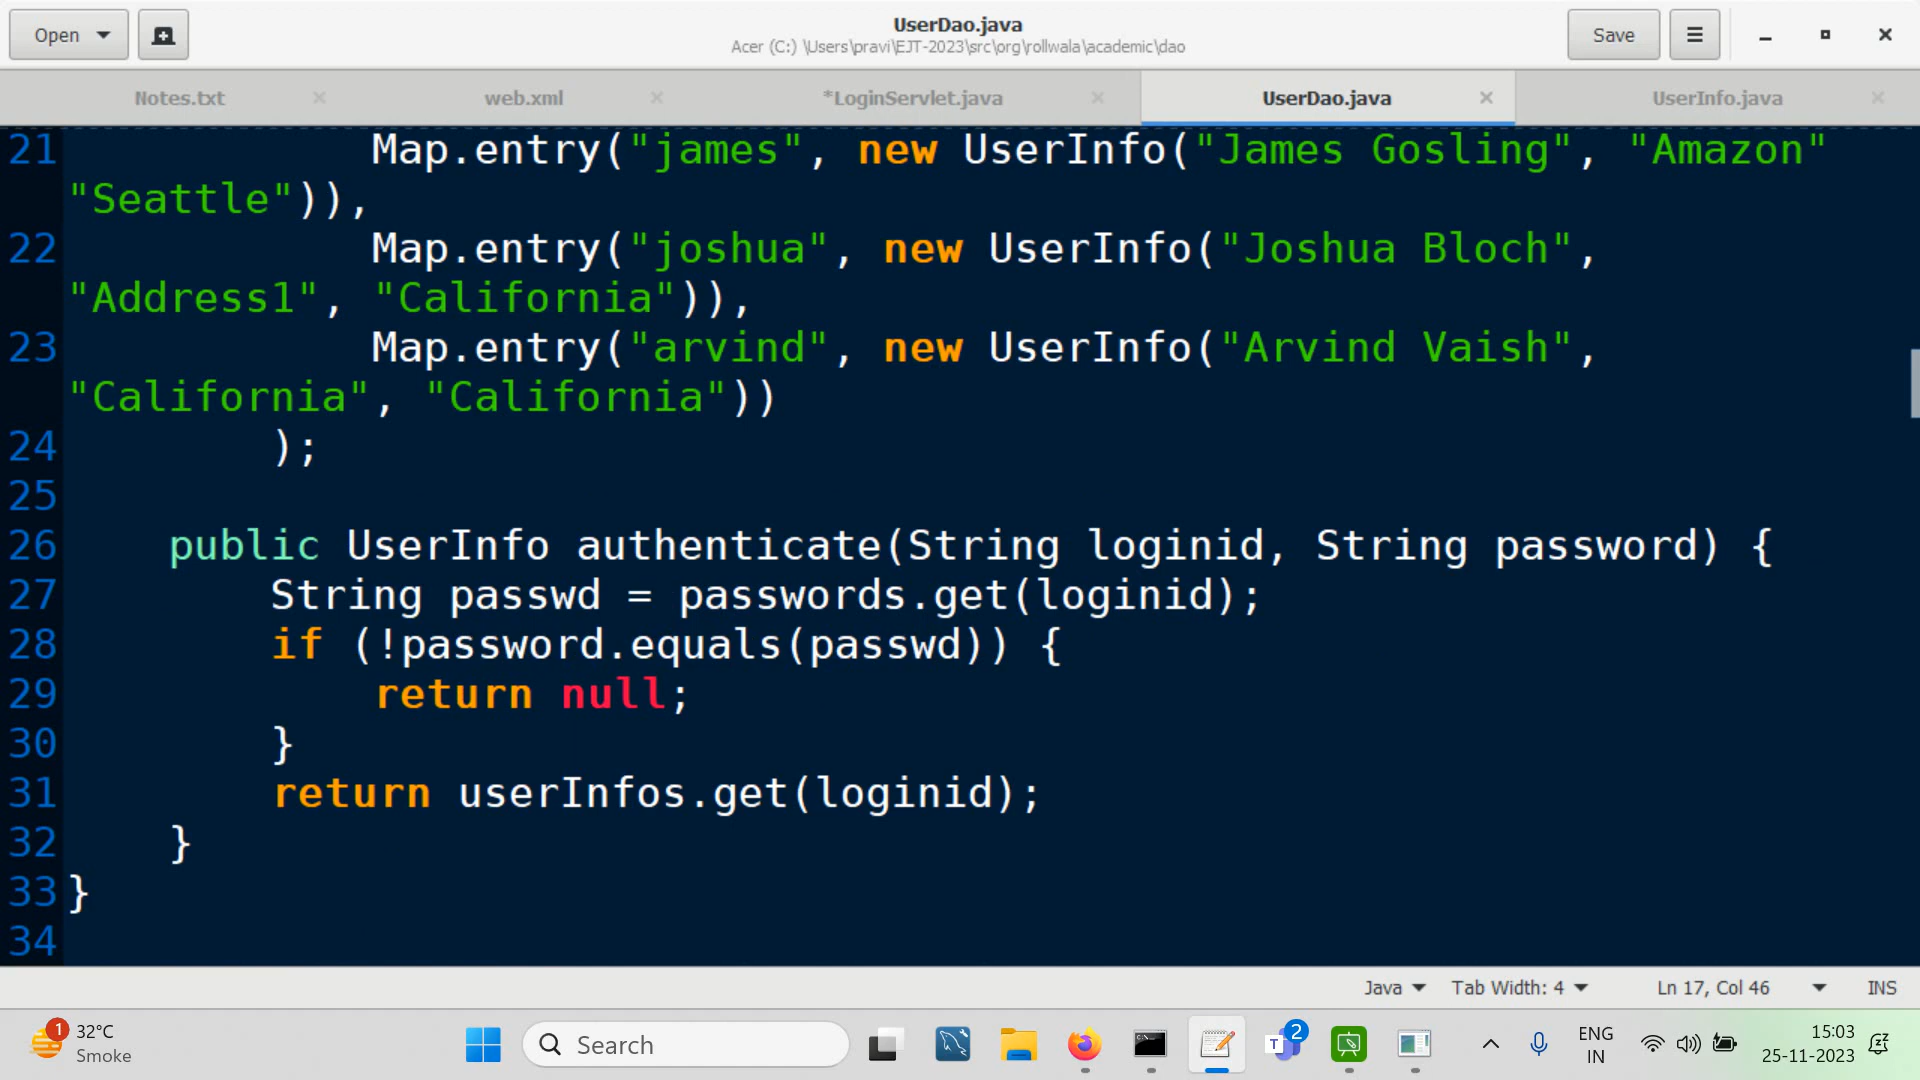 Open
UserDao.java
Acer (C:) \Users\pravi\EJT-2023\src\org\rollwala\academic\dao
Save
Notes.txt
web.xml
*LoginServlet.java
UserDao.java
UserInfo.java
21 Map.entry("james", new UserInfo("James Gosling", "Amazon"
"Seattle")),
22 Map.entry("joshua", new UserInfo("Joshua Bloch",
"Address1", "California")),
23 Map.entry("arvind", new UserInfo("Arvind Vaish",
"California", "California"))
24 );
25
26 public UserInfo authenticate(String loginid, String password) {
27 String passwd = passwords.get(loginid);
28 if (!password.equals(passwd)) {
29 return null;
30 }
31 return userInfos.get(loginid);
32 }
33 }
34
Java Tab Width: 4 Ln 17, Col 46 INS
1
32°C
Smoke
Search
T
2
ENG
IN
15:03
25-11-2023